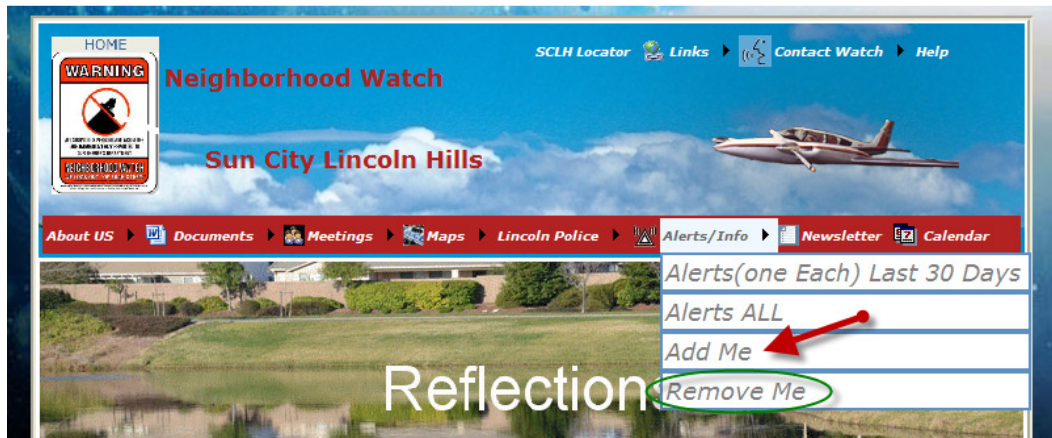 HOME
WARNING
NEIGHBORHOOD WATCH
Neighborhood Watch
Sun City Lincoln Hills
SCLH Locator Links Contact Watch Help
About US Documents Meetings Maps Lincoln Police Alerts/Info Newsletter Calendar
Alerts(one Each) Last 30 Days
Alerts ALL
Add Me
Remove Me
Reflection